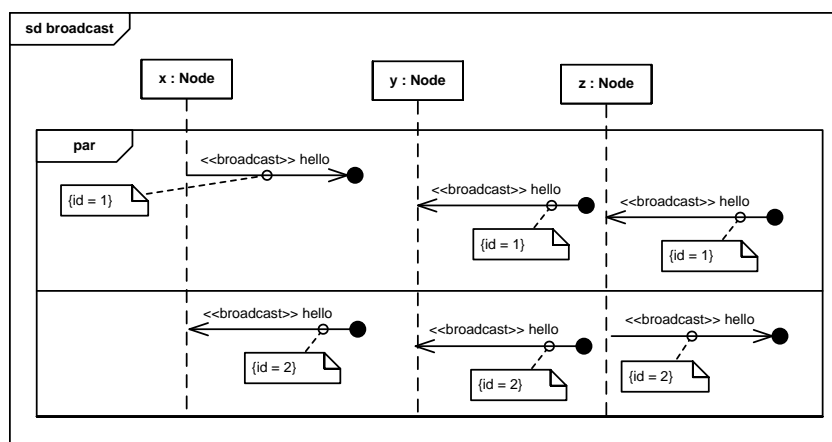 sd broadcast
x : Node
y : Node
z : Node
par
<<broadcast>> hello
{id = 1}
<<broadcast>> hello
{id = 1}
<<broadcast>> hello
{id = 1}
<<broadcast>> hello
{id = 2}
<<broadcast>> hello
{id = 2}
<<broadcast>> hello
{id = 2}